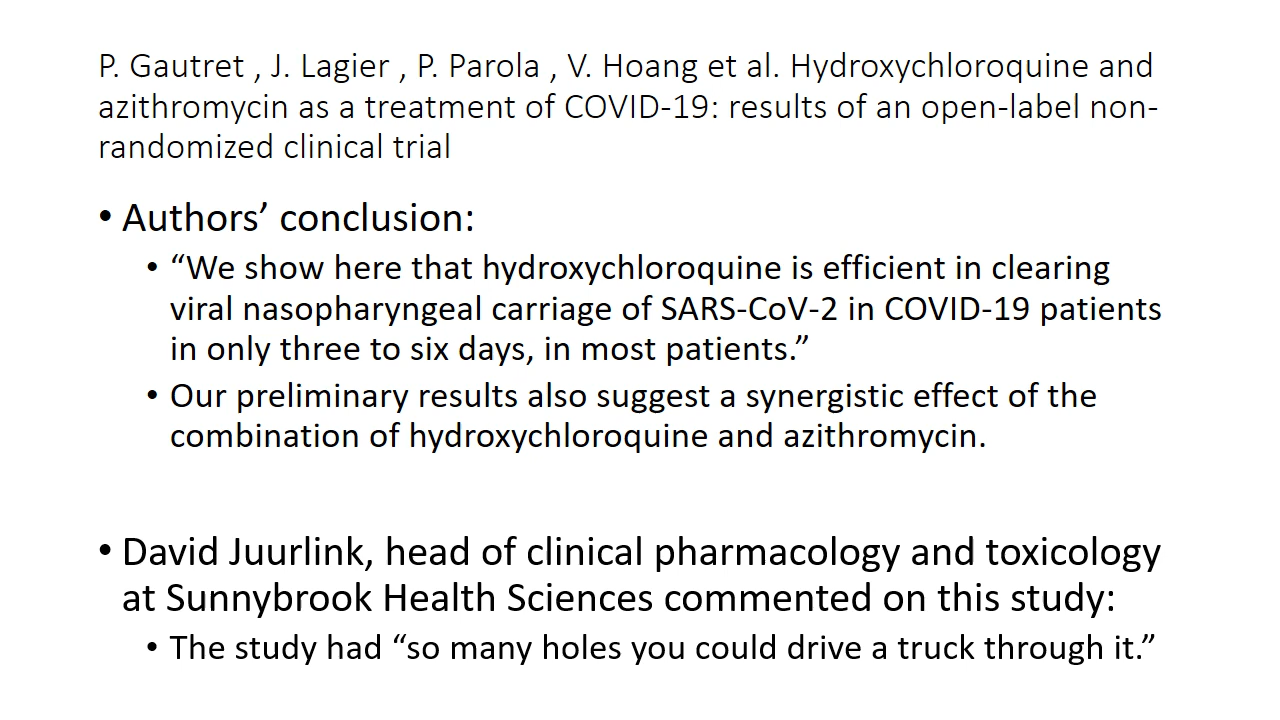 P. Gautret , J. Lagier , P. Parola , V. Hoang et al. Hydroxychloroquine and
azithromycin as a treatment of COVID-19: results of an open-label non-
randomized clinical trial
• Authors’ conclusion:
• “We show here that hydroxychloroquine is efficient in clearing
viral nasopharyngeal carriage of SARS-CoV-2 in COVID-19 patients
in only three to six days, in most patients.”
• Our preliminary results also suggest a synergistic effect of the
combination of hydroxychloroquine and azithromycin.
• David Juurlink, head of clinical pharmacology and toxicology
at Sunnybrook Health Sciences commented on this study:
• The study had “so many holes you could drive a truck through it.”